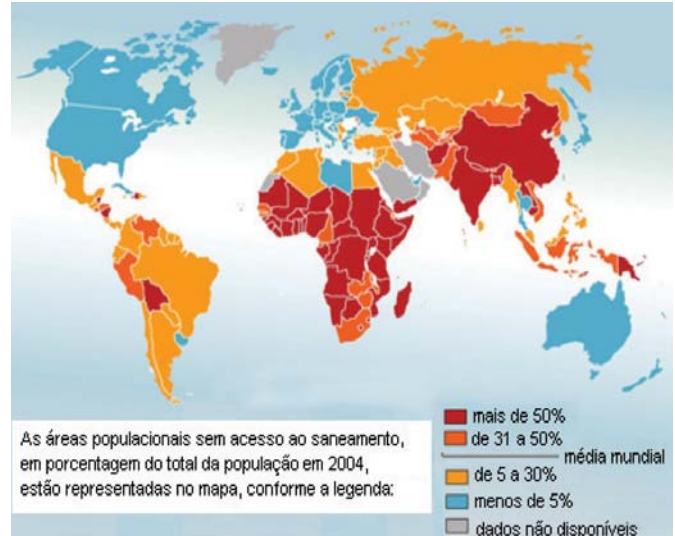 As áreas populacionais sem acesso ao saneamento,
em porcentagem do total da população em 2004,
estão representadas no mapa, conforme a legenda:
mais de 50%
de 31 a 50%
média mundial
de 5 a 30%
menos de 5%
dados não disponíveis